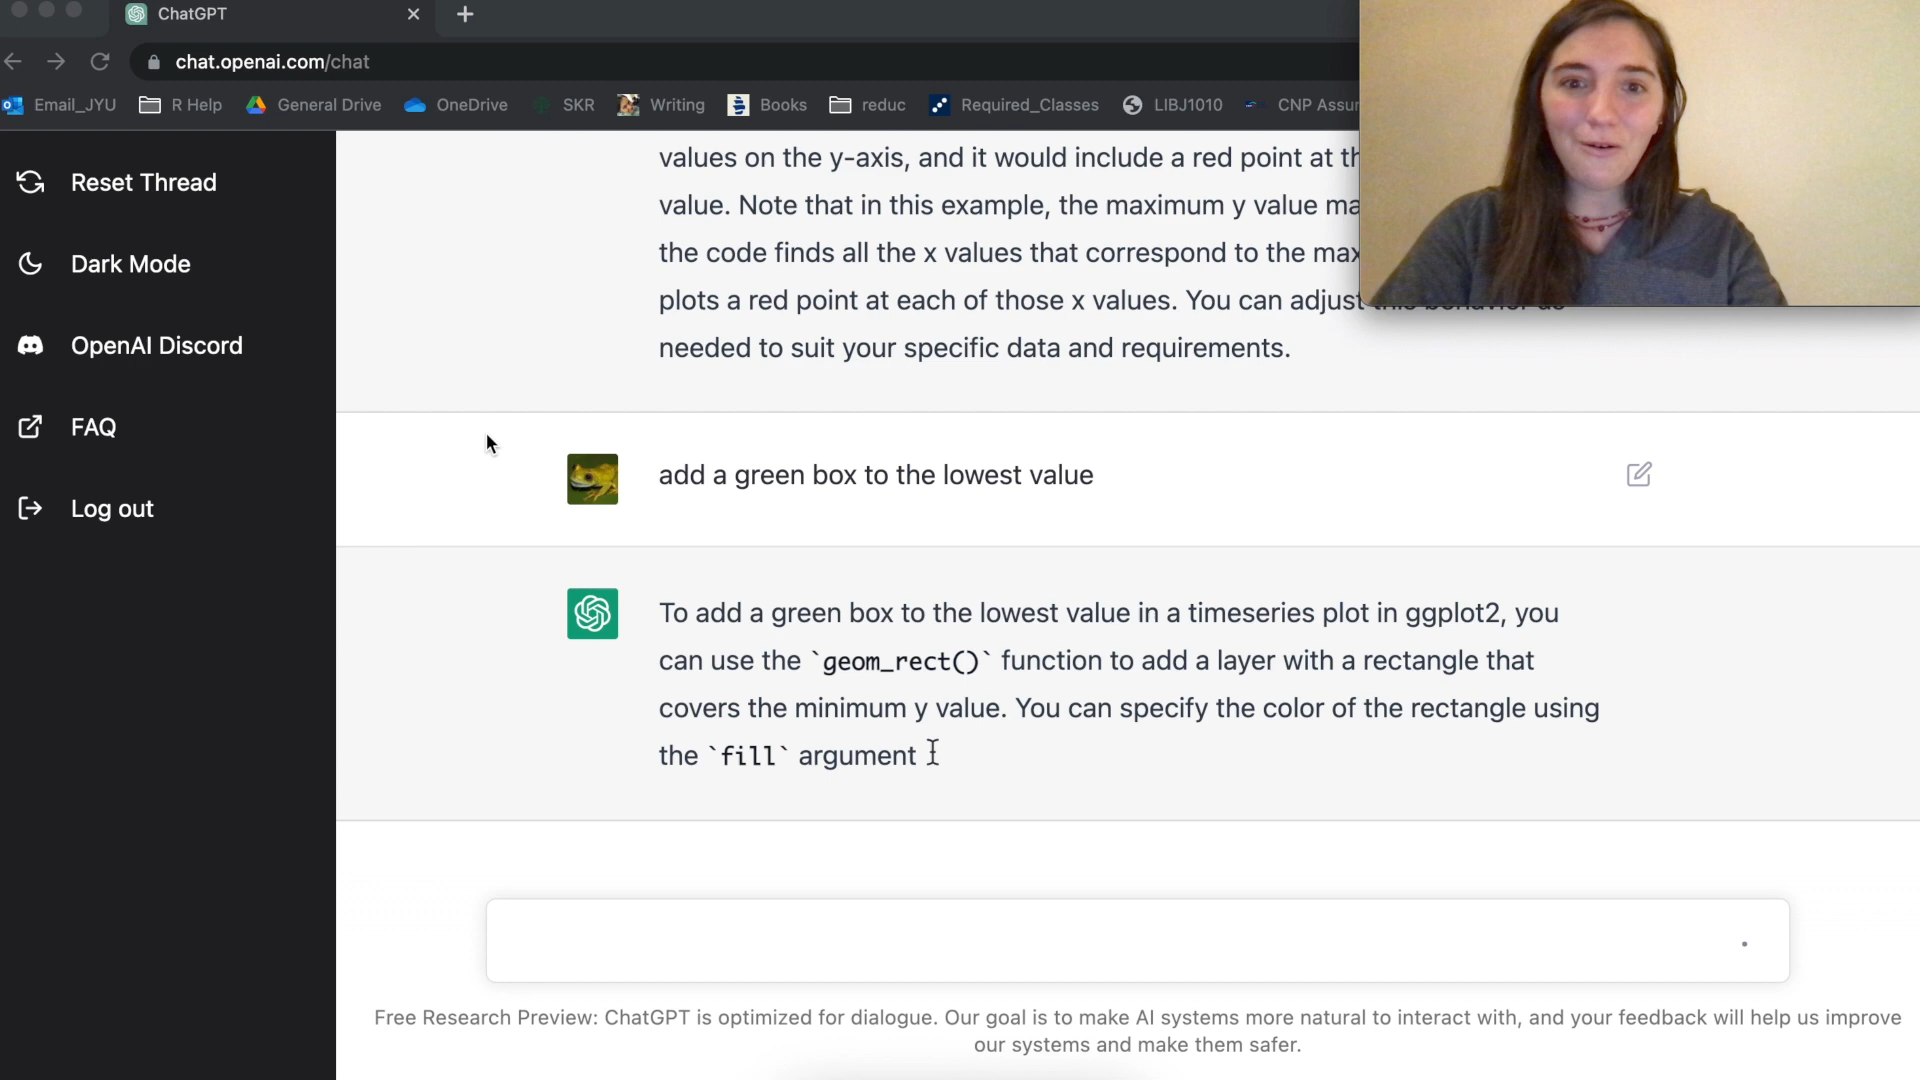 ChatGPT
chat.openai.com/chat
Email_JYU R Help General Drive OneDrive SKR Writing Books reduc Required_Classes LIBJ1010 CNP Assur
Reset Thread
Dark Mode
OpenAI Discord
FAQ
Log out
values on the y-axis, and it would include a red point at th
value. Note that in this example, the maximum y value ma
the code finds all the x values that correspond to the max
plots a red point at each of those x values. You can adjust
needed to suit your specific data and requirements.
add a green box to the lowest value
To add a green box to the lowest value in a timeseries plot in ggplot2, you
can use the `geom_rect()` function to add a layer with a rectangle that
covers the minimum y value. You can specify the color of the rectangle using
the `fill` argument
Free Research Preview: ChatGPT is optimized for dialogue. Our goal is to make AI systems more natural to interact with, and your feedback will help us improve
our systems and make them safer.